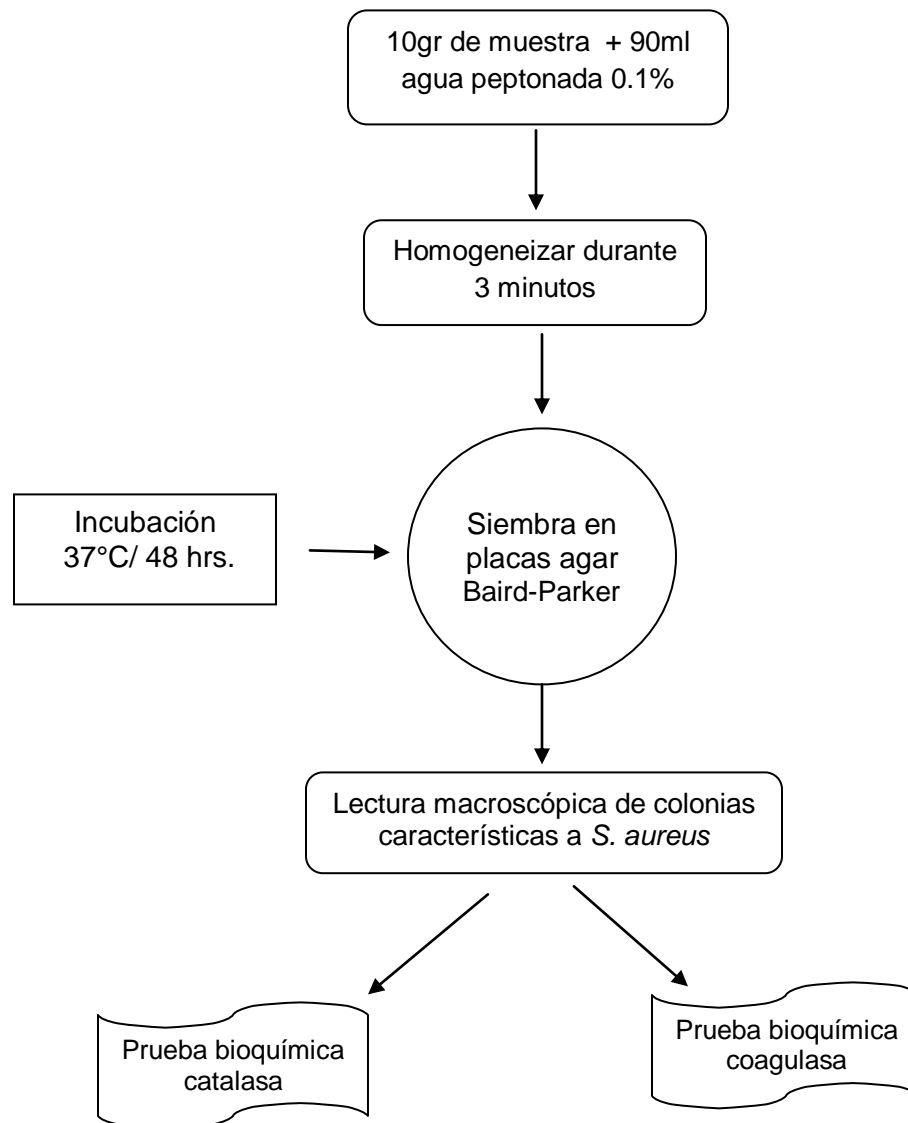 10gr de muestra + 90ml
agua peptonada 0.1%
Homogeneizar durante
3 minutos
Incubación
37°C/ 48 hrs.
Siembra en
placas agar
Baird-Parker
Lectura macroscópica de colonias
características a S. aureus
Prueba bioquímica
catalasa
Prueba bioquímica
coagulasa